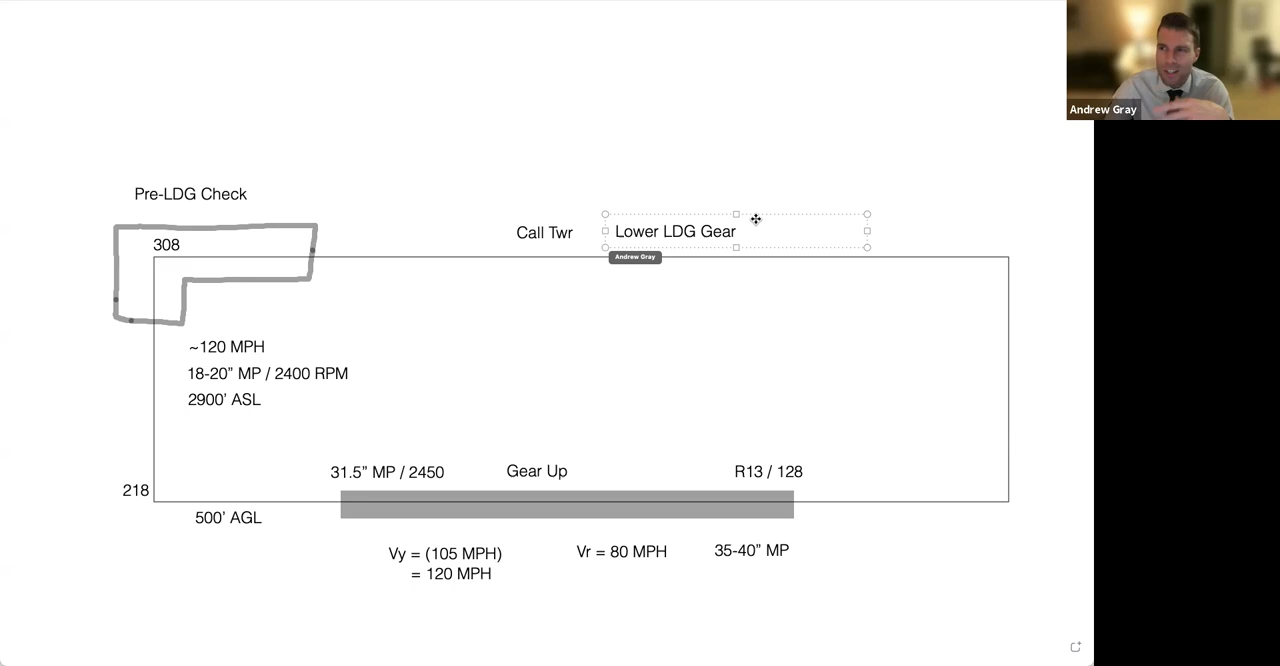 Andrew Gray
Pre-LDG Check
308
Call Twr
Lower LDG Gear
Andrew Gray
~120 MPH
18-20” MP / 2400 RPM
2900’ ASL
31.5” MP / 2450
Gear Up
R13 / 128
218
500’ AGL
Vy = (105 MPH)
= 120 MPH
Vr = 80 MPH
35-40” MP